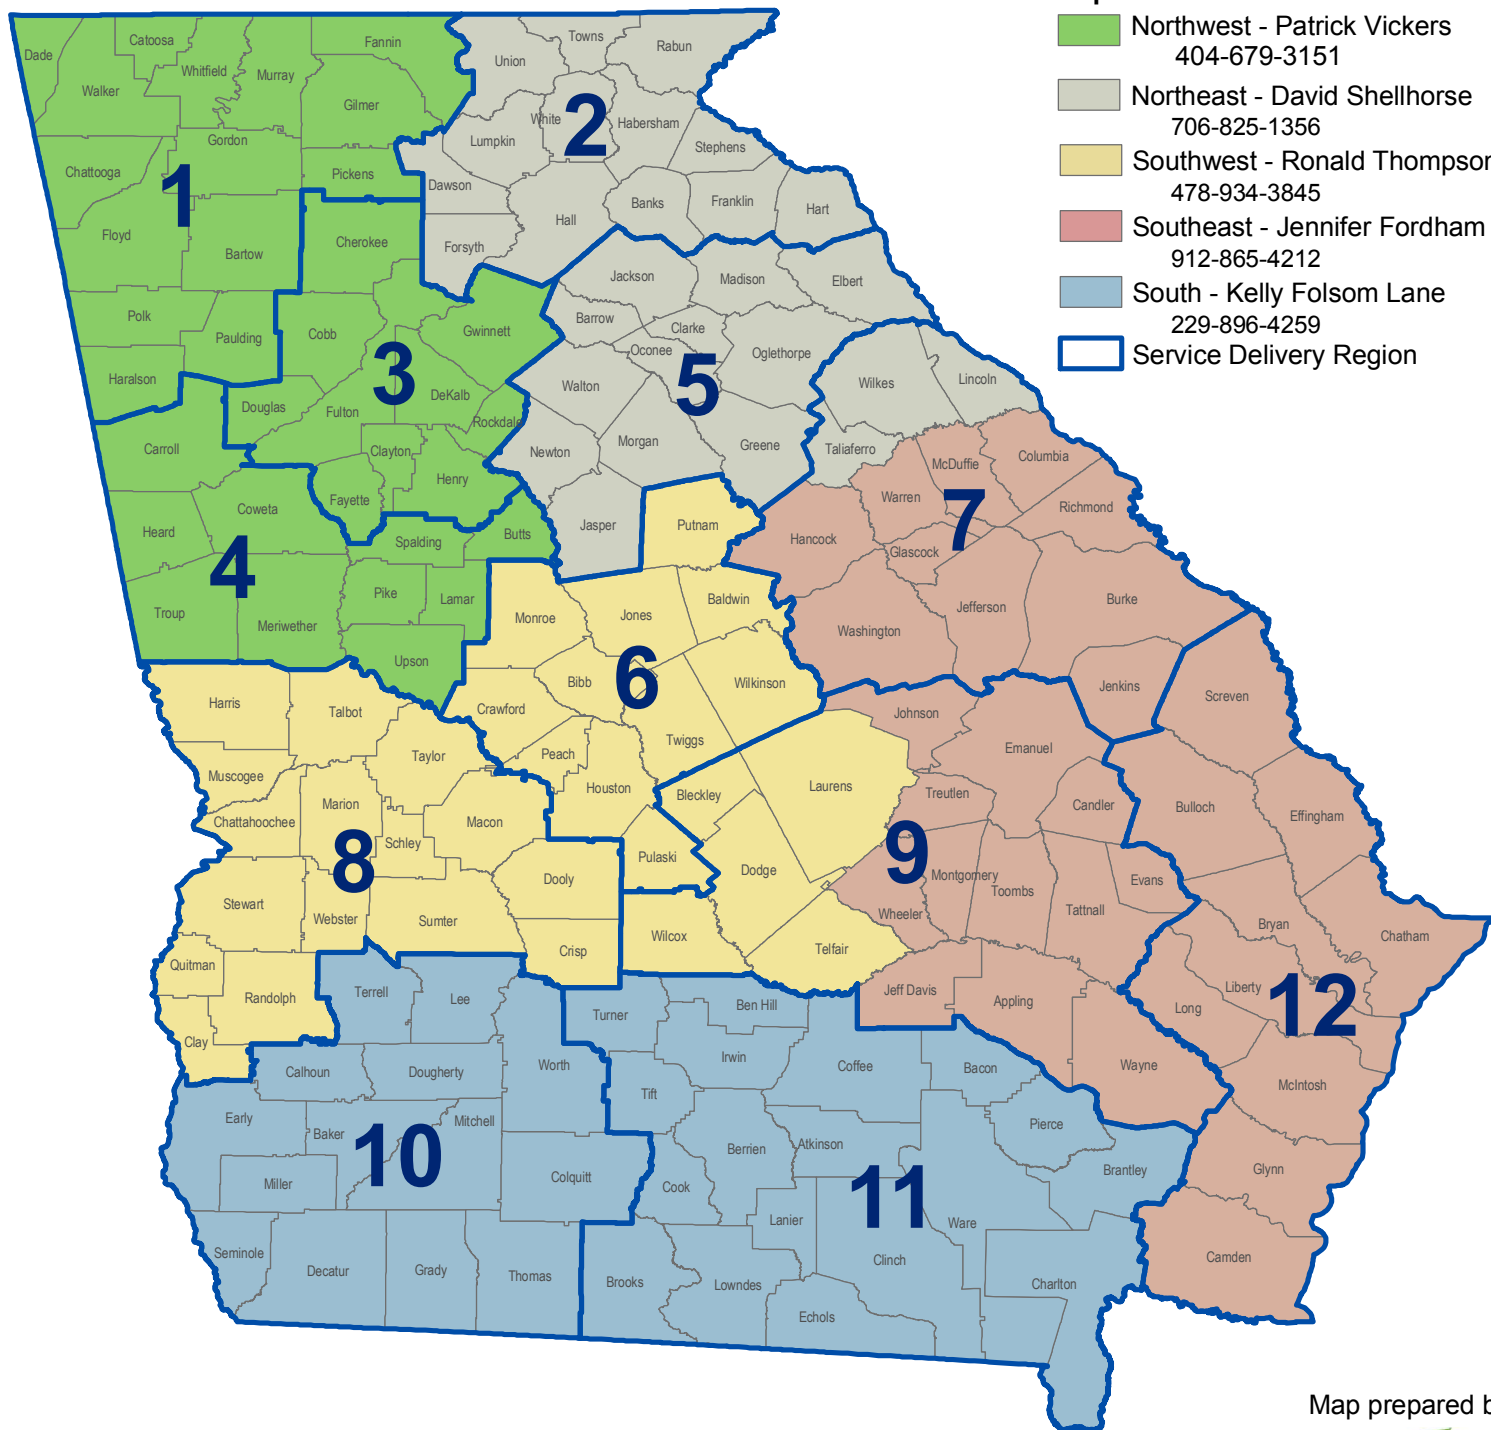 Northwest - Patrick Vickers
404-679-3151
Northeast - David Shellhorse
706-825-1356
Southwest - Ronald Thompson
478-934-3845
Southeast - Jennifer Fordham
912-865-4212
South - Kelly Folsom Lane
229-896-4259
Service Delivery Region
Dade
Catoosa
Fannin
Walker
Whitfield
Murray
Gilmer
Chattooga
Gordon
Pickens
1
Floyd
Bartow
Polk
Paulding
Haralson
Union
Towns
Rabun
White
2
Habersham
Lumpkin
Stephens
Dawson
Hall
Banks
Franklin
Hart
Forsyth
Cherokee
Cobb
Gwinnett
3
DeKalb
Douglas
Fulton
Rockdale
Clayton
Henry
Fayette
Jackson
Madison
Elbert
Barrow
Clarke
Oconee
Oglethorpe
Walton
5
Morgan
Greene
Newton
Jasper
Carroll
Coweta
Heard
4
Spalding
Butts
Troup
Meriwether
Pike
Lamar
Upson
Wilkes
Lincoln
Taliaferro
McDuffie
Columbia
Warren
7
Richmond
Hancock
Glascock
Jefferson
Burke
Washington
Jenkins
Putnam
Monroe
Jones
Baldwin
Bibb
6
Wilkinson
Crawford
Peach
Twiggs
Houston
Pulaski
Harris
Talbot
Taylor
Muscogee
Marion
Macon
Chattahoochee
Schley
8
Dooly
Stewart
Webster
Sumter
Crisp
Quitman
Randolph
Clay
Johnson
Emanuel
Laurens
Treutlen
Candler
Bleckley
9
Dodge
Montgomery
Toombs
Evans
Tattnall
Wheeler
Wilcox
Telfair
Jeff Davis
Appling
Wayne
Screven
Bulloch
Effingham
Bryan
Chatham
Liberty
12
Long
McIntosh
Glynn
Camden
Terrell
Lee
Worth
Calhoun
Dougherty
Early
Baker
Mitchell
10
Miller
Colquitt
Seminole
Decatur
Grady
Thomas
Turner
Ben Hill
Irwin
Coffee
Bacon
Tift
Pierce
Berrien
Atkinson
Brantley
Cook
11
Lanier
Ware
Clinch
Charlton
Brooks
Lowndes
Echols
Map prepared b